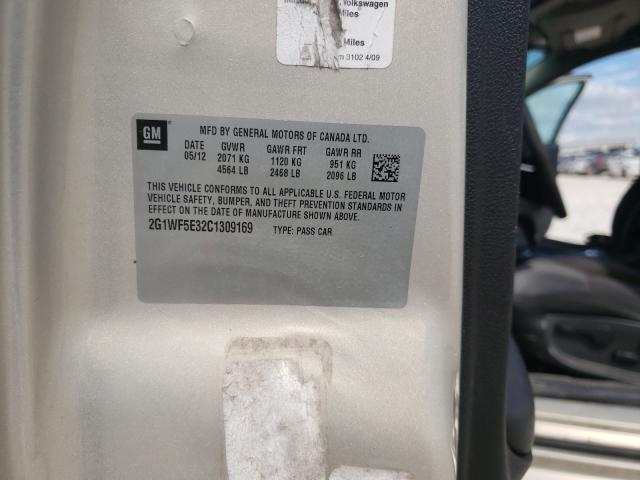 Volkswagen
Miles
Miles
m 3102 4/09
GM
MFD BY GENERAL MOTORS OF CANADA LTD.
DATE GVWR GAWR FRT GAWR RR
05/12 2071 KG 1120 KG 951 KG
4564 LB 2468 LB 2096 LB
THIS VEHICLE CONFORMS TO ALL APPLICABLE U.S. FEDERAL MOTOR
VEHICLE SAFETY, BUMPER, AND THEFT PREVENTION STANDARDS
IN EFFECT ON THE DATE OF MANUFACTURE SHOWN ABOVE.
2G1WF5E32C1309169 TYPE: PASS CAR